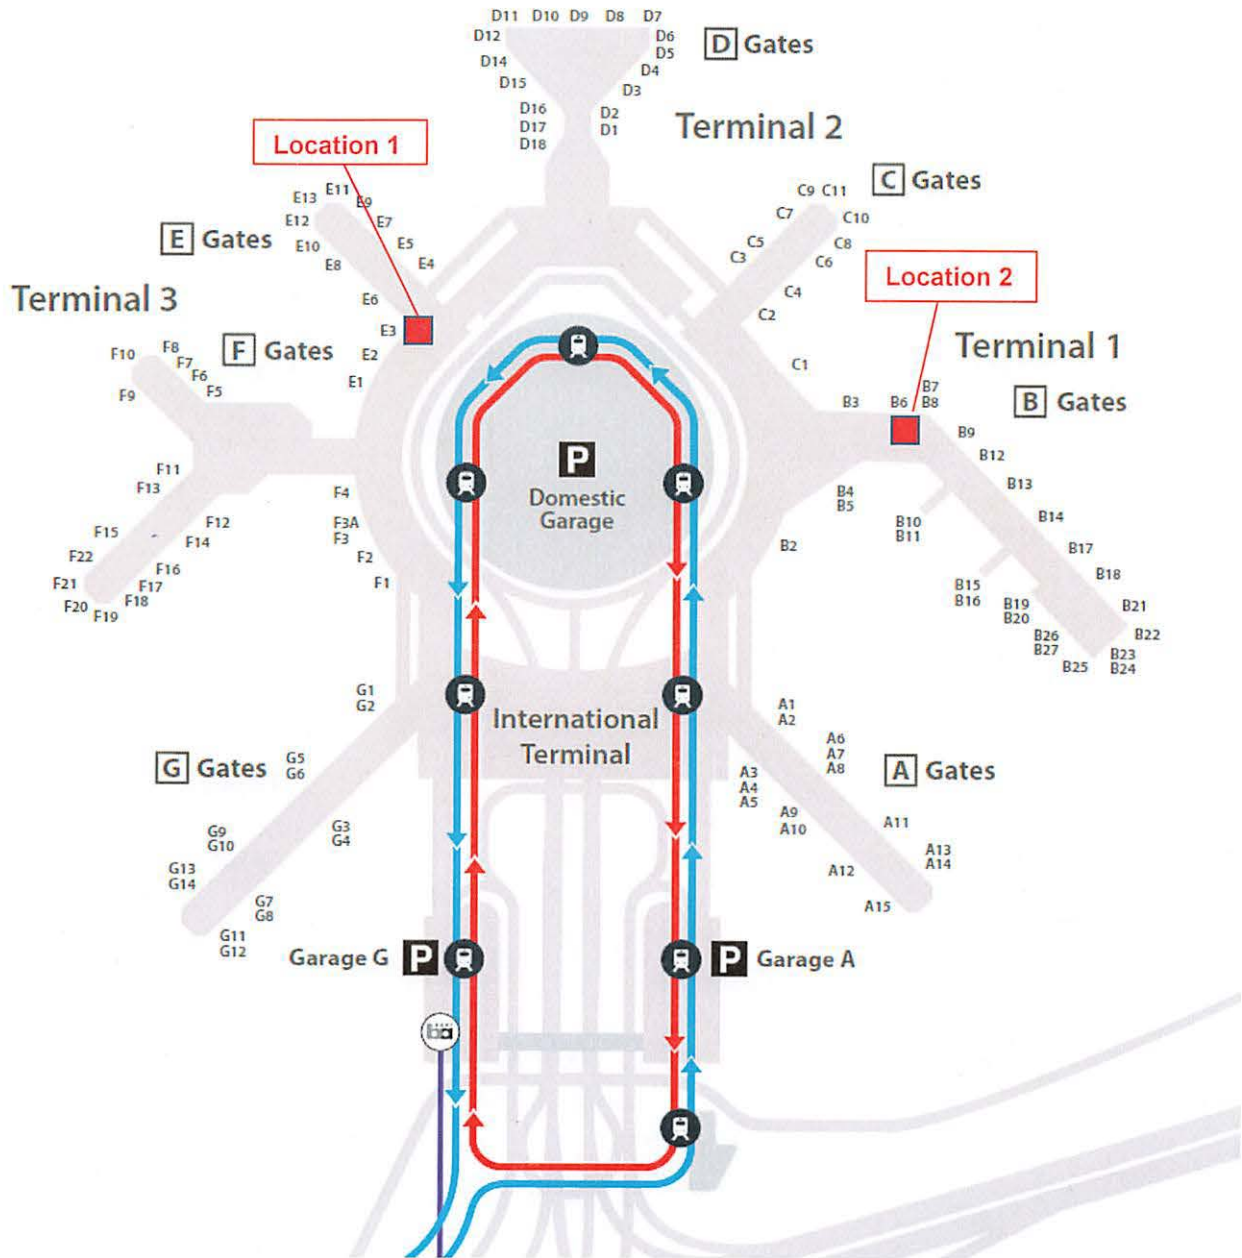 D11 D10 D9 D8 D7
D12
D6
D5
D Gates
D14
D4
D15
D3
D16
D2
D17
D1
D18
Terminal 2
Location 1
C Gates
C9 C11
C7
C10
C5
C8
C3
C6
C4
C2
C1
E11
E13
E9
E12
E7
E10
E5
E8
E4
E6
E3
E2
E1
E Gates
Terminal 3
Location 2
Terminal 1
F Gates
F10
F8
F7
F6
F5
F9
B Gates
B7
B3
B6
B8
B9
B12
B13
B4
B5
B14
B10
B11
B17
B2
B18
B15
B16
B19
B20
B21
B26
B27
B22
B25
B23
B24
P
Domestic
Garage
F11
F13
F4
F3A
F3
F12
F15
F14
F2
F22
F16
F21
F17
F1
F20
F18
F19
G1
G2
International
Terminal
A1
A2
G Gates
G5
G6
A6
A7
A8
A Gates
A3
A4
A5
G3
G4
A9
A10
A11
G9
G10
A13
A14
G13
G14
A12
G7
G8
A15
G11
G12
Garage G P
P Garage A
ba